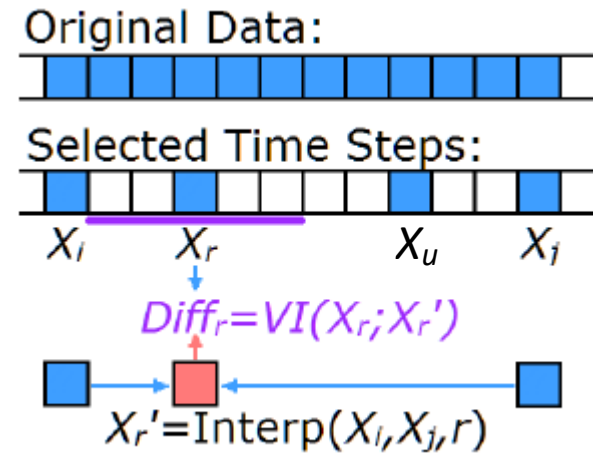 Original Data:
Selected Time Steps:
Xi Xr Xu Xj
Diffr=VI(Xr;Xr')
Xr'=Interp(Xi,Xj,r)